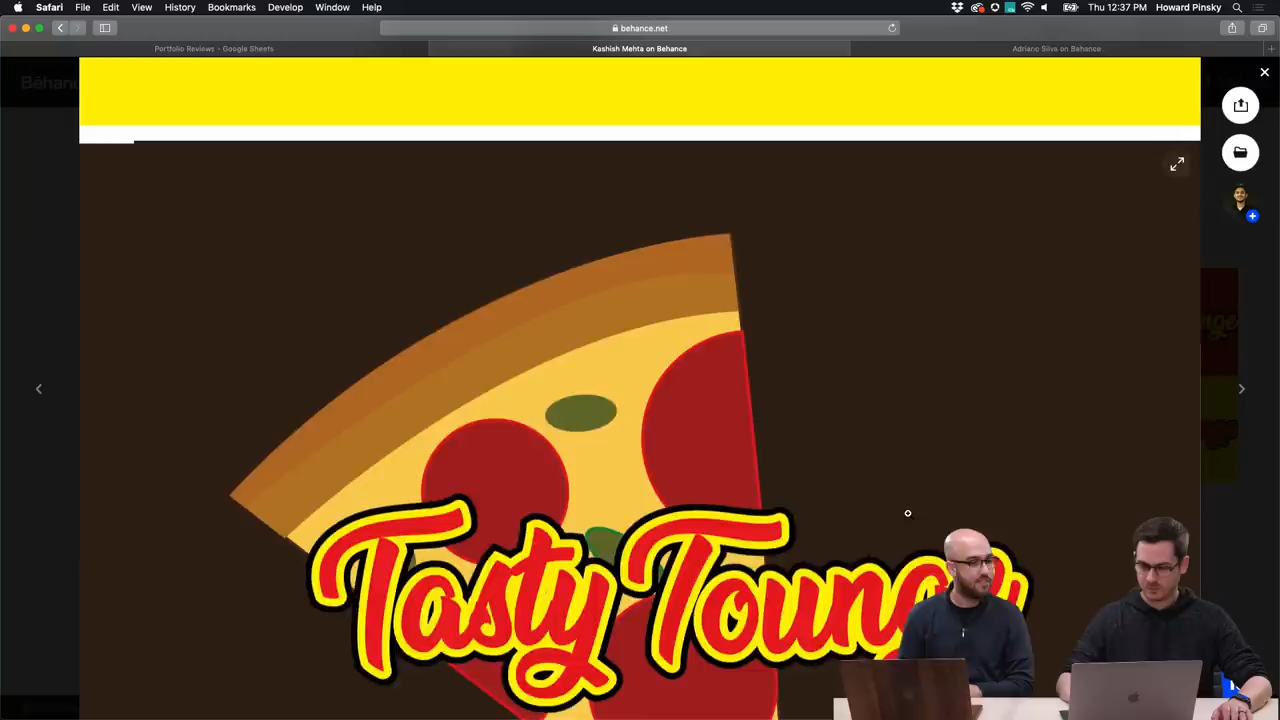 Safari File Edit View History Bookmarks Develop Window Help
Thu 12:37 PM Howard Pinsky
behance.net
Portfolio Reviews - Google Sheets
Kashish Mehta on Behance
Adriano Silva on Behance
Tasty